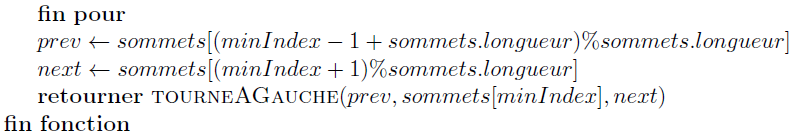 fin pour
prev ← sommets[(minIndex − 1 + sommets.longueur)%sommets.longueur]
next ← sommets[(minIndex + 1)%sommets.longueur]
retourner TOURNEAGAUCHE(prev, sommets[minIndex], next)
fin fonction